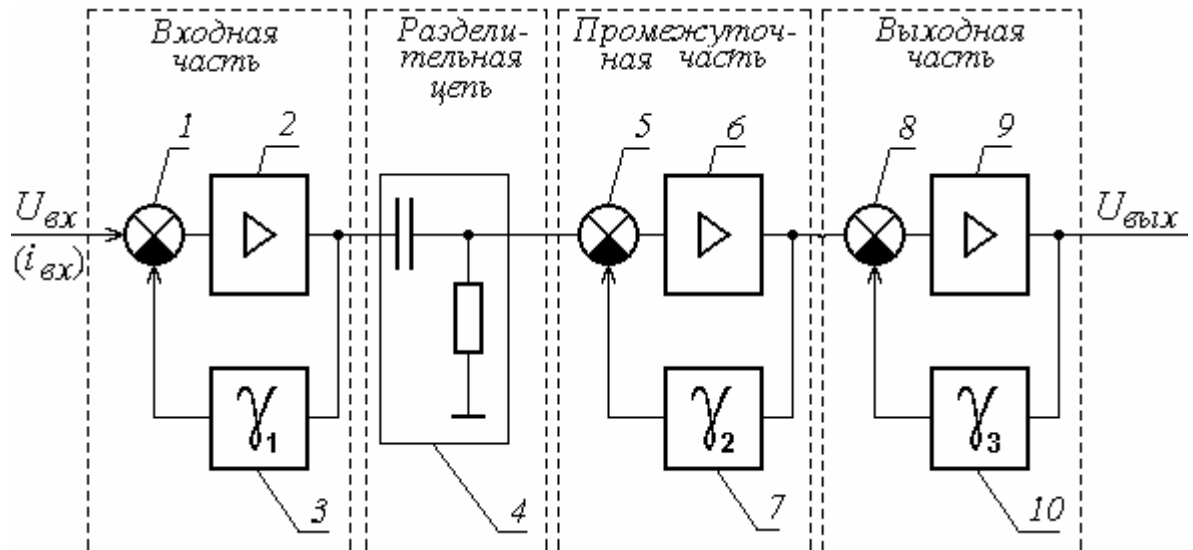 Входная
часть
Раздели-
тельная
цепь
Промежуточ-
ная часть
Выходная
часть
1
2
5
6
8
9
Uвх
(iвх)
Uвых
γ1
γ2
γ3
3
4
7
10